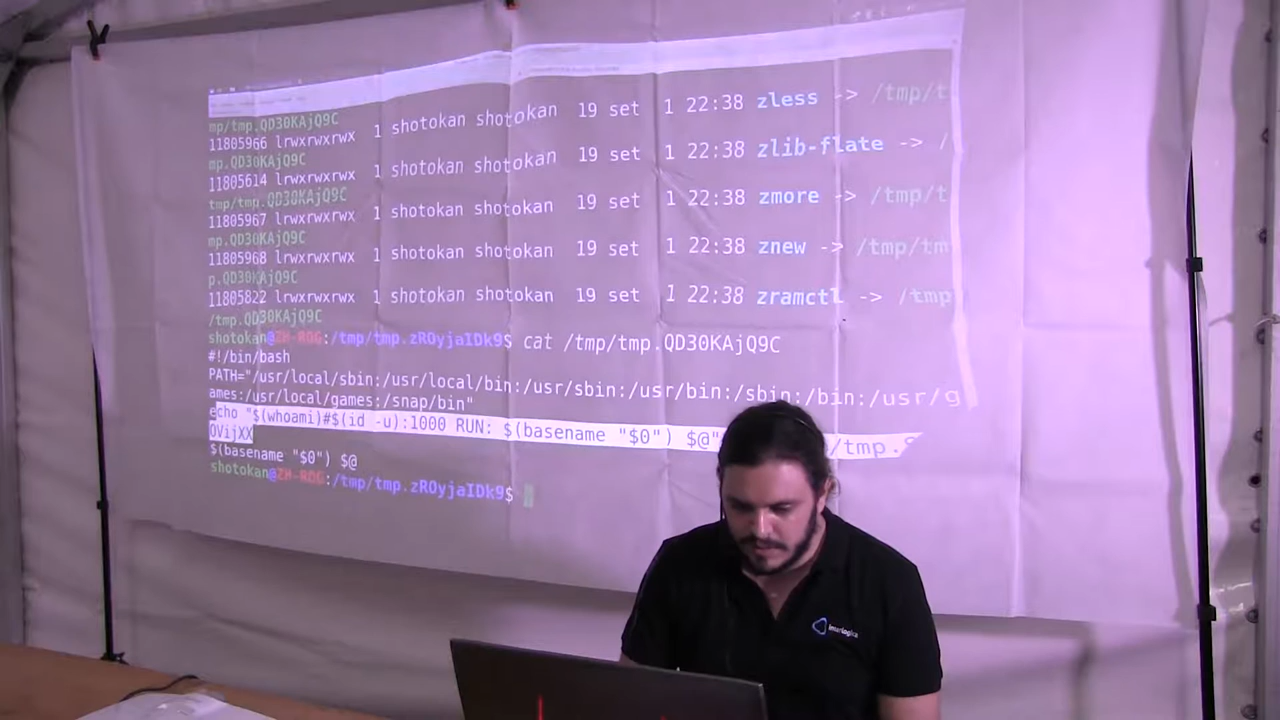 mp/tmp.QD30KAjQ9C
11805966 lrwxrwxrwx 1 shotokan shotokan 19 set 1 22:38 zless -> /tmp/t
mp.QD30KAjQ9C
11805614 lrwxrwxrwx 1 shotokan shotokan 19 set 1 22:38 zlib-flate -> /
tmp/tmp.QD30KAjQ9C
11805967 lrwxrwxrwx 1 shotokan shotokan 19 set 1 22:38 zmore -> /tmp/t
mp.QD30KAjQ9C
11805968 lrwxrwxrwx 1 shotokan shotokan 19 set 1 22:38 znew -> /tmp/tm
p.QD30KAjQ9C
11805822 lrwxrwxrwx 1 shotokan shotokan 19 set 1 22:38 zramctl -> /tmp
/tmp.QD30KAjQ9C
shotokan@ZH-ROG:/tmp/tmp.zROyjaIDk9$ cat /tmp/tmp.QD30KAjQ9C
#!/bin/bash
PATH="/usr/local/sbin:/usr/local/bin:/usr/sbin:/usr/bin:/sbin:/bin:/usr/g
ames:/usr/local/games:/snap/bin"
echo "$(whoami)#$(id -u):1000 RUN: $(basename "$0") $@" /tmp.
OVijXX
$(basename "$0") $@
shotokan@ZH-ROG:/tmp/tmp.zROyjaIDk9$
interlogica